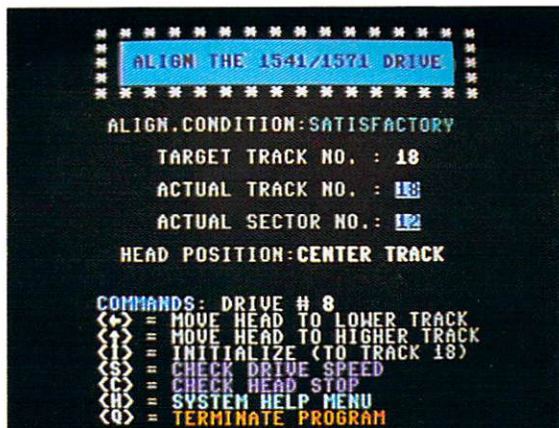 ALIGN THE 1541/1571 DRIVE
ALIGN.CONDITION:SATISFACTORY
TARGET TRACK NO. : 18
ACTUAL TRACK NO. : 18
ACTUAL SECTOR NO.: 12
HEAD POSITION:CENTER TRACK
COMMANDS: DRIVE # 8
<←> = MOVE HEAD TO LOWER TRACK
<↑> = MOVE HEAD TO HIGHER TRACK
<I> = INITIALIZE (TO TRACK 18)
<S> = CHECK DRIVE SPEED
<C> = CHECK HEAD STOP
<H> = SYSTEM HELP MENU
<Q> = TERMINATE PROGRAM